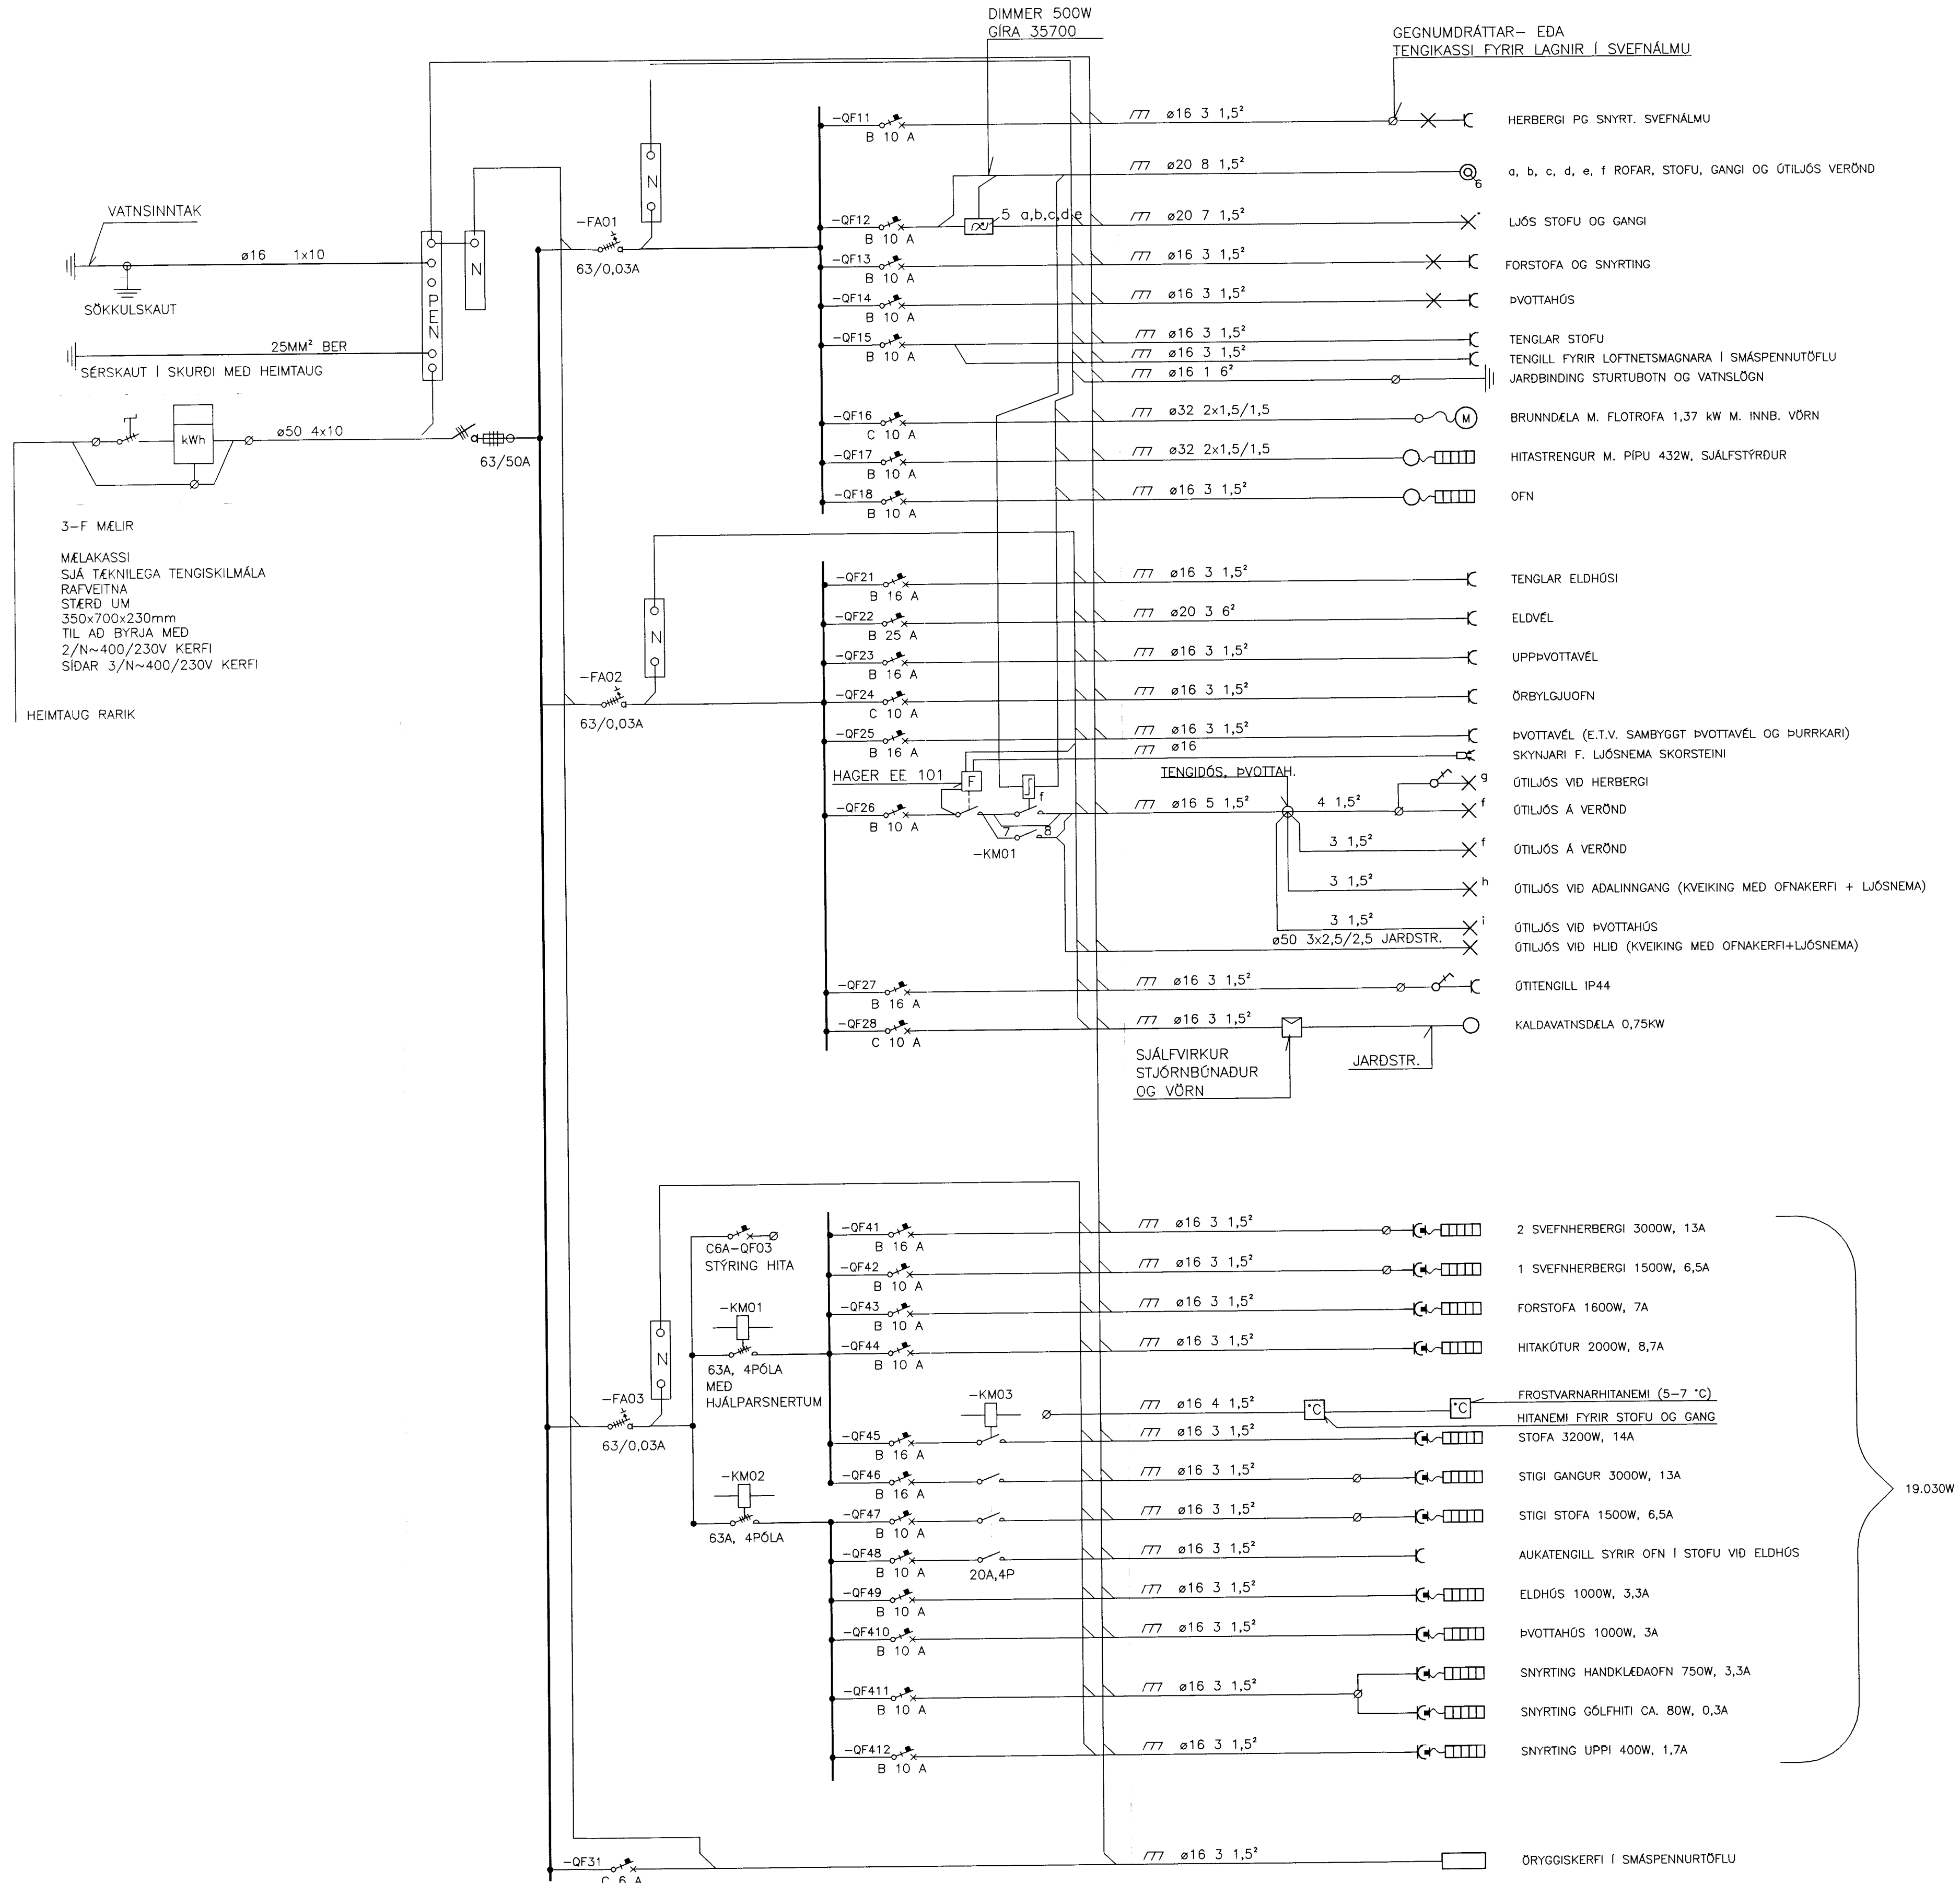 DIMMER 500W
GÍRA 35700
GEGNUMDRÁTTAR- EÐA
TENGIKASSI FYRIR LAGNIR Í SVEFNÁLMU
VATNSINNTAK
ø16 1x10
SÖKKULSKAUT
25MM² BER
SÉRSKAUT Í SKURÐI MEÐ HEIMTAUG
PEN
N
kWh
ø50 4x10
63/50A
3-F MÆLIR
MÆLAKASSI
SJÁ TÆKNILEGA TENGISKILMÁLA
RAFVEITNA
STÆRÐ UM
350x700x230mm
TIL AÐ BYRJA MEÐ
2/N~400/230V KERFI
SÍÐAR 3/N~400/230V KERFI
HEIMTAUG RARIK
-FA01
63/0,03A
N
-QF11
B 10 A
ø16 3 1,5²
HERBERGI PG SNYRT. SVEFNÁLMU
ø20 8 1,5²
6
a, b, c, d, e, f ROFAR, STOFU, GANGI OG ÚTILJÓS VERÖND
-QF12
B 10 A
5 a,b,c,d,e
ø20 7 1,5²
LJÓS STOFU OG GANGI
-QF13
B 10 A
ø16 3 1,5²
FORSTOFA OG SNYRTING
-QF14
B 10 A
ø16 3 1,5²
ÞVOTTAHÚS
-QF15
B 10 A
ø16 3 1,5²
TENGLAR STOFU
ø16 3 1,5²
TENGILL FYRIR LOFTNETSMAGNARA Í SMÁSPENNUTÖFLU
ø16 1 6²
JARÐBINDING STURTUBOTN OG VATNSLÖGN
-QF16
C 10 A
ø32 2x1,5/1,5
M
BRUNNDÆLA M. FLOTROFA 1,37 kW M. INNB. VÖRN
-QF17
B 10 A
ø32 2x1,5/1,5
HITASTRENGUR M. PÍPU 432W, SJÁLFSTÝRÐUR
-QF18
B 10 A
ø16 3 1,5²
OFN
-FA02
63/0,03A
N
-QF21
B 16 A
ø16 3 1,5²
TENGLAR ELDHÚSI
-QF22
B 25 A
ø20 3 6²
ELDVÉL
-QF23
B 16 A
ø16 3 1,5²
UPPÞVOTTAVÉL
-QF24
C 10 A
ø16 3 1,5²
ÖRBYLGJUOFN
-QF25
B 16 A
ø16 3 1,5²
ÞVOTTAVÉL (E.T.V. SAMBYGGT ÞVOTTAVÉL OG ÞURRKARI)
ø16
SKYNJARI F. LJÓSNEMA SKORSTEINI
HAGER EE 101
F
f
TENGIDÓS, ÞVOTTAH.
g
ÚTILJÓS VIÐ HERBERGI
-QF26
B 10 A
7
8
-KM01
ø16 5 1,5²
4 1,5²
f
ÚTILJÓS Á VERÖND
3 1,5²
f
ÚTILJÓS Á VERÖND
3 1,5²
h
ÚTILJÓS VIÐ AÐALINNGANG (KVEIKING MEÐ OFNAKERFI + LJÓSNEMA)
3 1,5²
i
ÚTILJÓS VIÐ ÞVOTTAHÚS
ø50 3x2,5/2,5 JARÐSTR.
ÚTILJÓS VIÐ HLIÐ (KVEIKING MEÐ OFNAKERFI+LJÓSNEMA)
-QF27
B 16 A
ø16 3 1,5²
ÚTITENGILL IP44
-QF28
C 10 A
ø16 3 1,5²
KALDAVATNSDÆLA 0,75KW
SJÁLFVIRKUR
STJÓRNBÚNAÐUR
OG VÖRN
JARÐSTR.
-FA03
63/0,03A
N
C6A-QF03
STÝRING HITA
-KM01
63A, 4PÓLA
MEÐ
HJÁLPARSNERTUM
-KM02
63A, 4PÓLA
-QF41
B 16 A
ø16 3 1,5²
2 SVEFNHERBERGI 3000W, 13A
-QF42
B 10 A
ø16 3 1,5²
1 SVEFNHERBERGI 1500W, 6,5A
-QF43
B 10 A
ø16 3 1,5²
FORSTOFA 1600W, 7A
-QF44
B 10 A
ø16 3 1,5²
HITAKÚTUR 2000W, 8,7A
-KM03
ø16 4 1,5²
°C
°C
FROSTVARNARHITANEMI (5-7 °C)
HITANEMI FYRIR STOFU OG GANG
-QF45
B 16 A
ø16 3 1,5²
STOFA 3200W, 14A
-QF46
B 16 A
ø16 3 1,5²
STIGI GANGUR 3000W, 13A
-QF47
B 10 A
ø16 3 1,5²
STIGI STOFA 1500W, 6,5A
-QF48
B 10 A
20A,4P
ø16 3 1,5²
AUKATENGILL SYRIR OFN Í STOFU VIÐ ELDHÚS
-QF49
B 10 A
ø16 3 1,5²
ELDHÚS 1000W, 3,3A
-QF410
B 10 A
ø16 3 1,5²
ÞVOTTAHÚS 1000W, 3A
-QF411
B 10 A
ø16 3 1,5²
SNYRTING HANDKLÆÐAOFN 750W, 3,3A
SNYRTING GÓLFHITI CA. 80W, 0,3A
-QF412
B 10 A
ø16 3 1,5²
SNYRTING UPPI 400W, 1,7A
19.030W
-QF31
C 6 A
ø16 3 1,5²
ÖRYGGISKERFI Í SMÁSPENNURTÖFLU